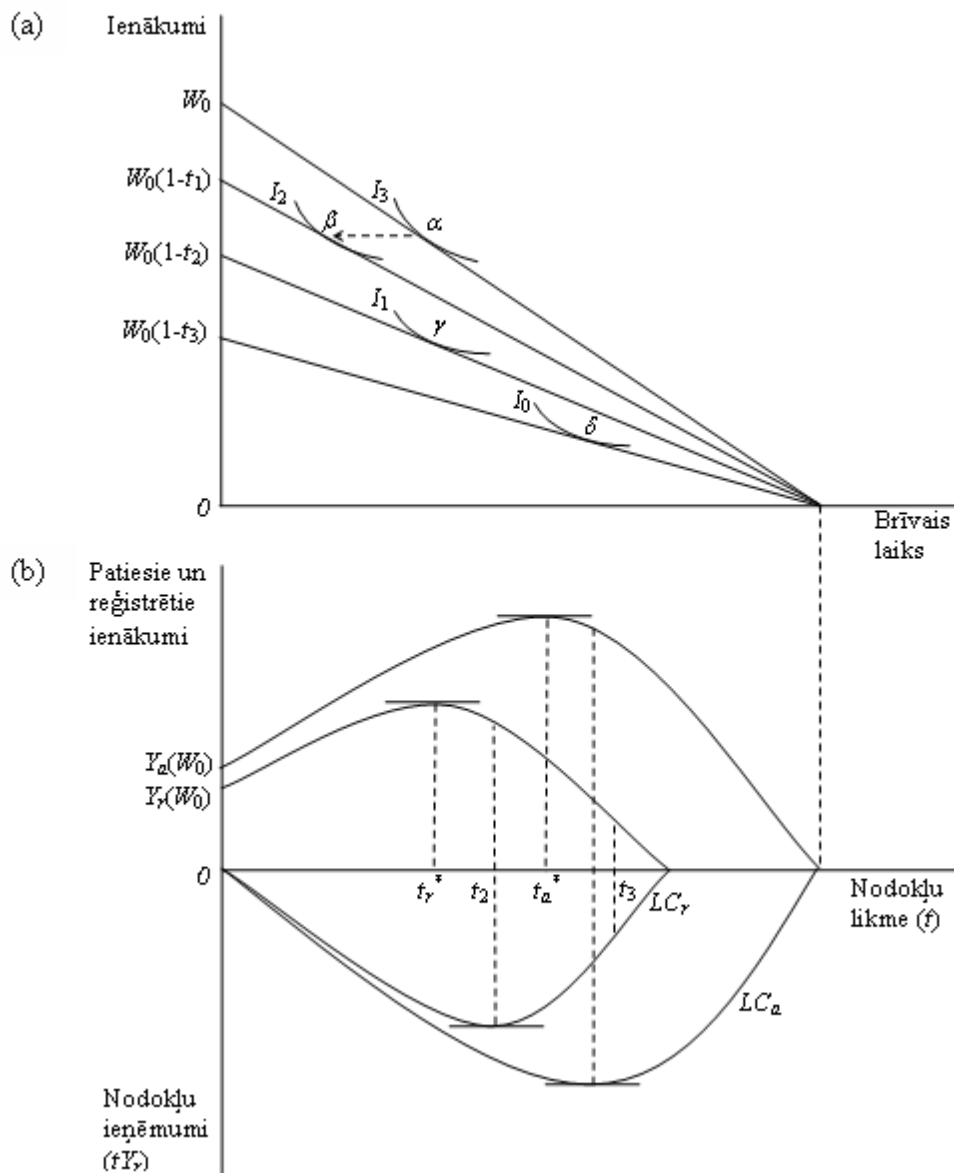 (a)
Ienākumi
W₀
W₀(1-t₁)
I₂
β
I₃
α
W₀(1-t₂)
I₁
γ
W₀(1-t₃)
I₀
δ
0
Brīvais
laiks
(b)
Patiesie un
reģistrētie
ienākumi
Yₐ(W₀)
Yᵣ(W₀)
0
tᵣ*
t₂
tₐ*
t₃
LCᵣ
Nodokļu
likme (t)
LCₐ
Nodokļu
ieņēmumi
(tYᵣ)